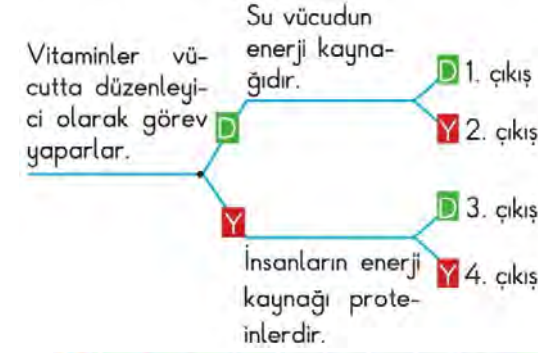 Vitaminler vü-
cutta düzenleyi-
ci olarak görev
yaparlar.
D
Y
Su vücudun
enerji kayna-
ğıdır.
D 1. çıkış
Y 2. çıkış
İnsanların enerji
kaynağı prote-
inlerdir.
D 3. çıkış
Y 4. çıkış